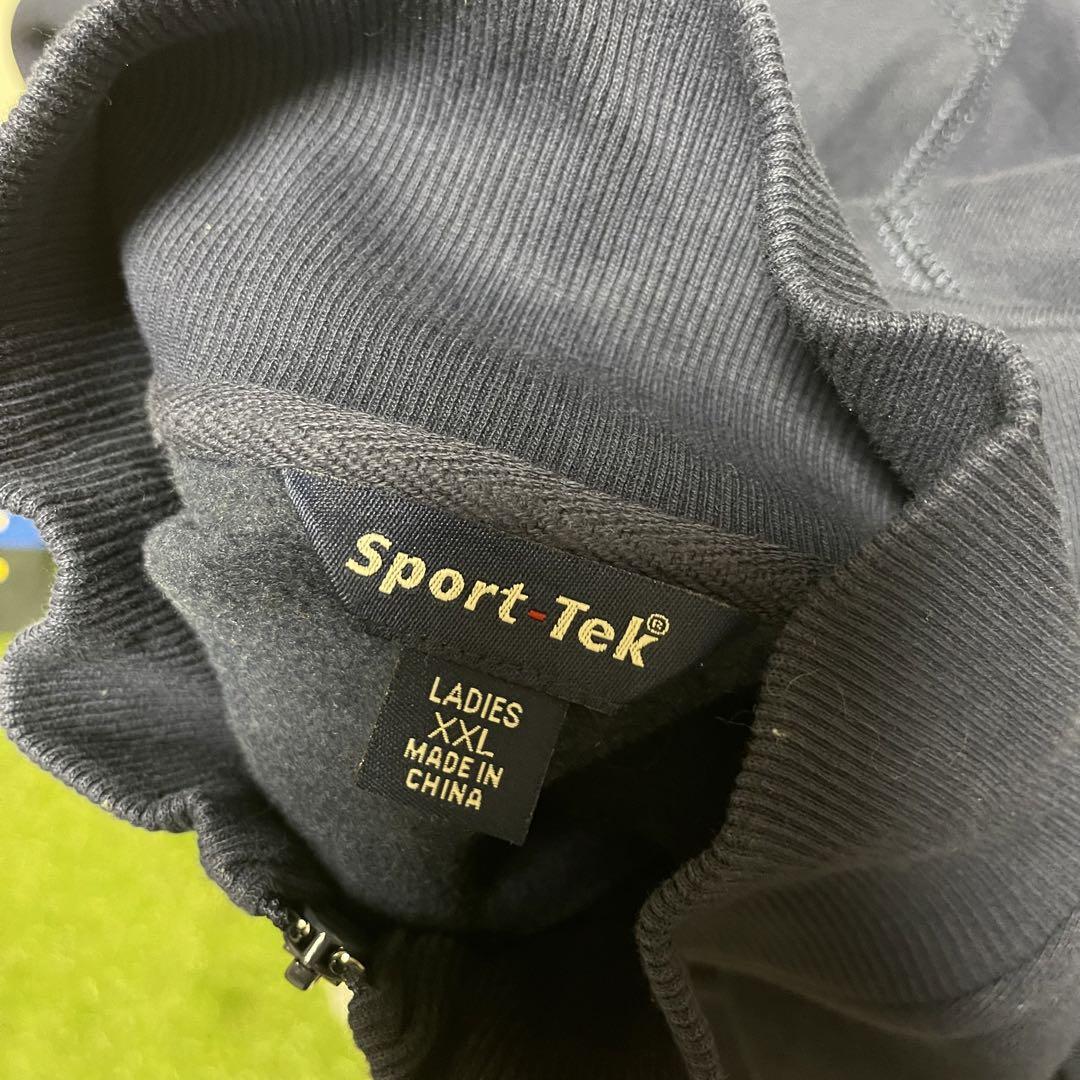 Sport-Tek®
LADIES
XXL
MADE IN
CHINA